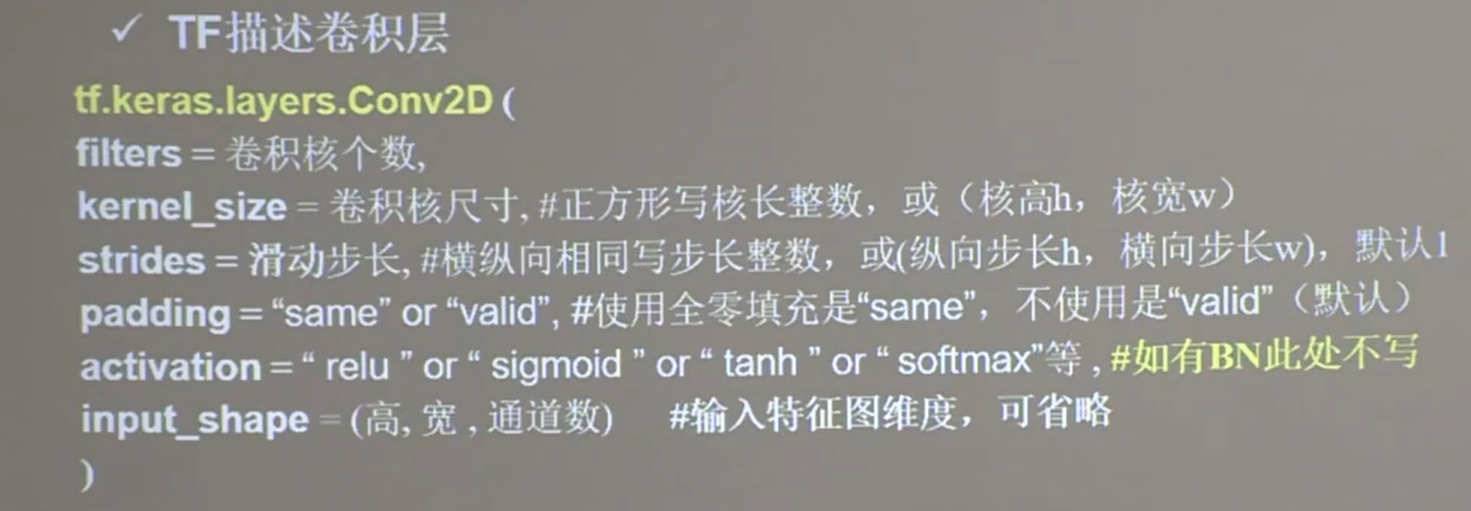 ✓ TF描述卷积层
tf.keras.layers.Conv2D (
filters = 卷积核个数,
kernel_size = 卷积核尺寸, #正方形写核长整数，或（核高h，核宽w）
strides = 滑动步长, #横纵向相同写步长整数，或(纵向步长h，横向步长w)，默认1
padding = “same” or “valid”, #使用全零填充是“same”，不使用是“valid”（默认）
activation = “ relu ” or “ sigmoid ” or “ tanh ” or “ softmax”等 , #如有BN此处不写
input_shape = (高, 宽 , 通道数) #输入特征图维度，可省略
)